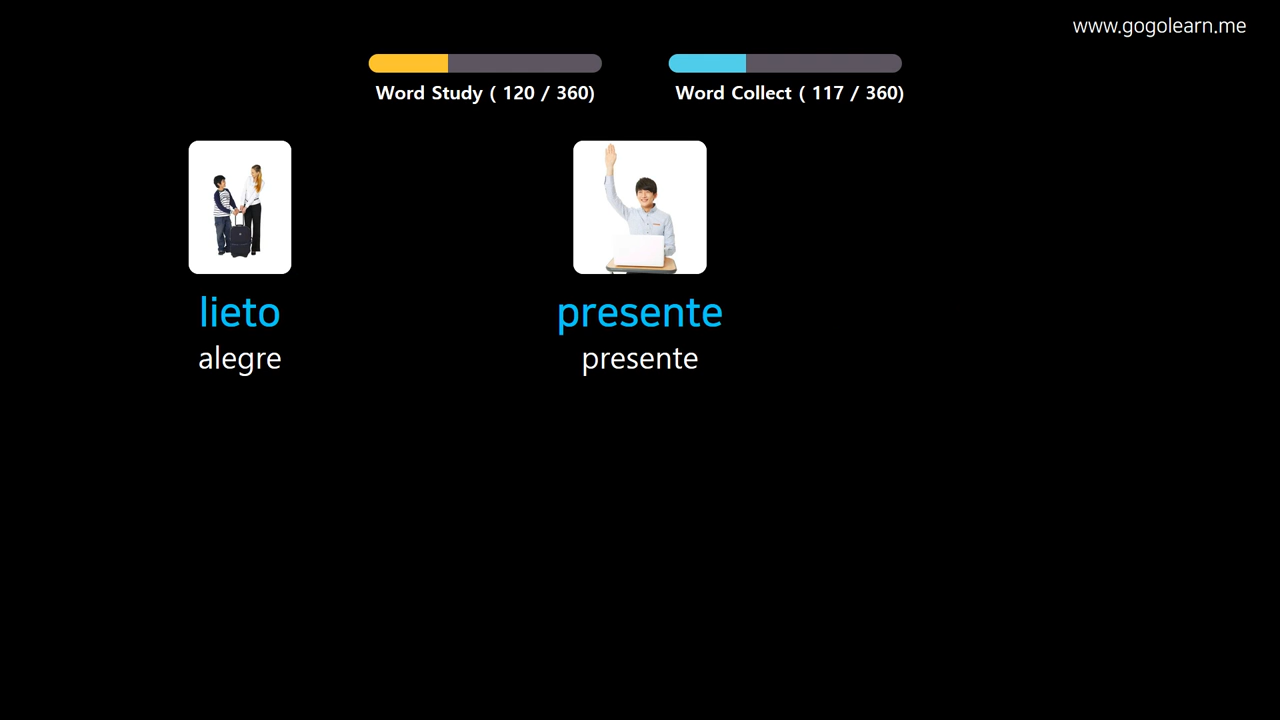 www.gogolearn.me
Word Study ( 120 / 360)
Word Collect ( 117 / 360)
lieto
alegre
presente
presente